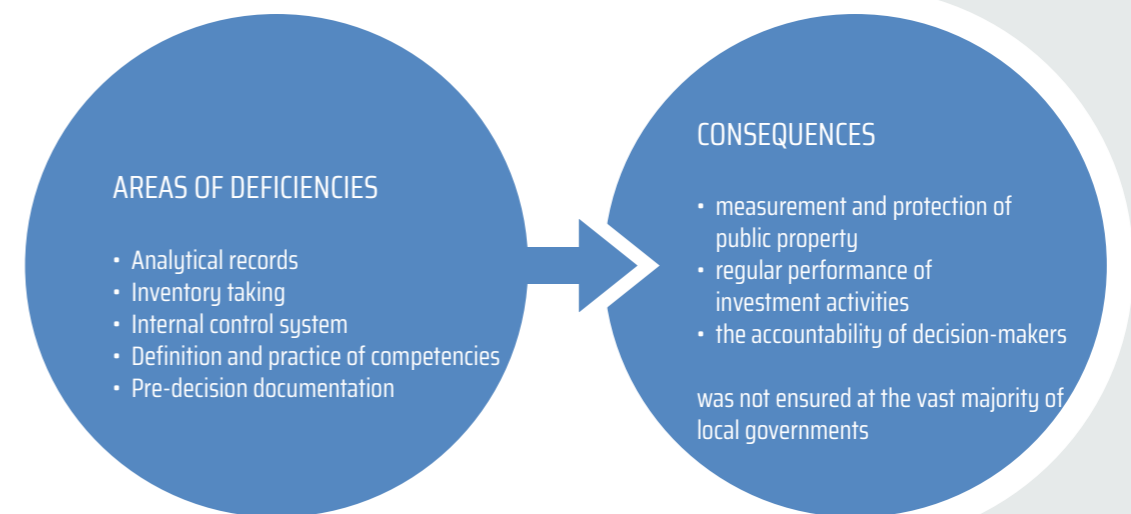 AREAS OF DEFICIENCIES
• Analytical records
• Inventory taking
• Internal control system
• Definition and practice of competencies
• Pre-decision documentation
CONSEQUENCES
• measurement and protection of
public property
• regular performance of
investment activities
• the accountability of decision-makers
was not ensured at the vast majority of
local governments